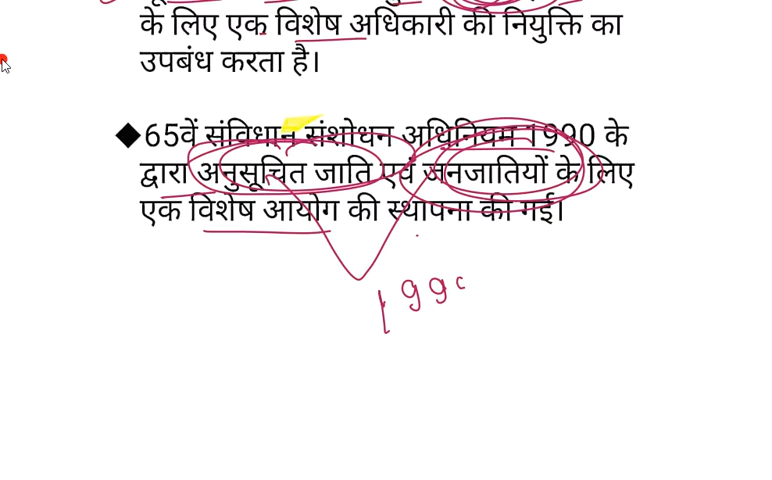 के लिए एक विशेष अधिकारी की नियुक्ति का
उपबंध करता है।
◆65वें संविधान संशोधन अधिनियम 1990 के
द्वारा अनुसूचित जाति एवं जनजातियों के लिए
एक विशेष आयोग की स्थापना की गई।
1990